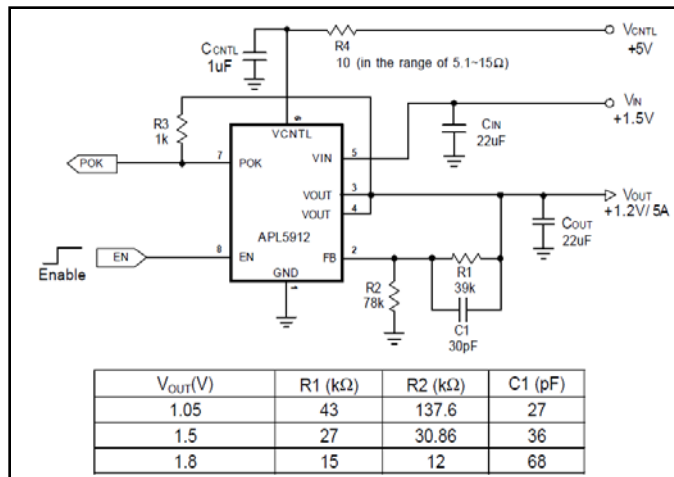 CCNTL
1uF
R4
10 (in the range of 5.1~15Ω)
VCNTL
+5V
R3
1k
6
VCNTL
CIN
22uF
VIN
+1.5V
POK
7
POK
VIN
5
VOUT
3
VOUT
4
APL5912
COUT
22uF
VOUT
+1.2V/ 5A
Enable
EN
8
EN
FB
2
GND
1
R2
78k
R1
39k
C1
30pF
VOUT(V) R1 (kΩ) R2 (kΩ) C1 (pF)
1.05 43 137.6 27
1.5 27 30.86 36
1.8 15 12 68